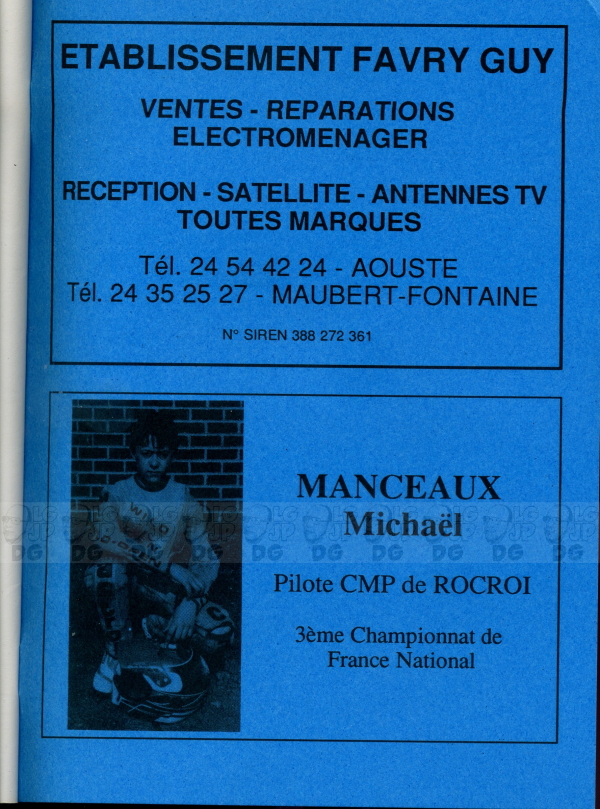 ETABLISSEMENT FAVRY GUY
VENTES - REPARATIONS
ELECTROMENAGER
RECEPTION - SATELLITE - ANTENNES TV
TOUTES MARQUES
Tél. 24 54 42 24 - AOUSTE
Tél. 24 35 25 27 - MAUBERT-FONTAINE
N° SIREN 388 272 361
MANCEAUX
Michaël
Pilote CMP de ROCROI
3ème Championnat de
France National